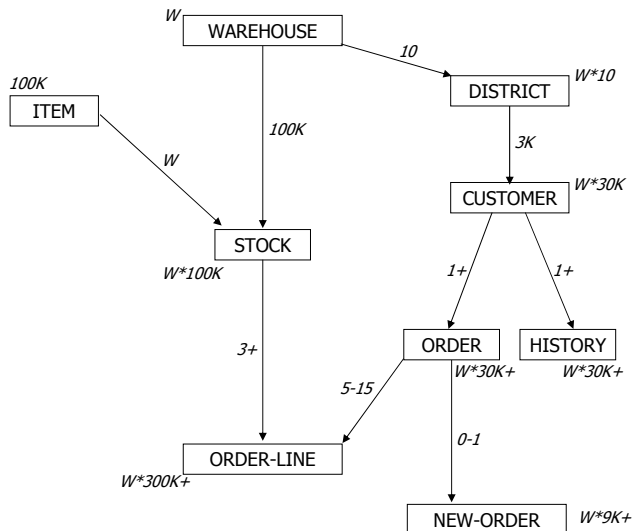 W
WAREHOUSE
10
100K
W*10
DISTRICT
ITEM
100K
3K
W
W*30K
CUSTOMER
STOCK
W*100K
1+
1+
3+
ORDER
HISTORY
W*30K+
W*30K+
5-15
0-1
ORDER-LINE
W*300K+
NEW-ORDER
W*9K+